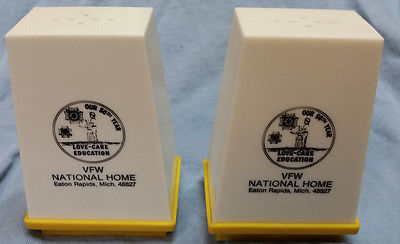 OUR 50TH YEAR
LOVE-CARE
EDUCATION
VFW
NATIONAL HOME
Eaton Rapids, Mich. 48827
OUR 50TH YEAR
LOVE-CARE
EDUCATION
VFW
NATIONAL HOME
Eaton Rapids, Mich. 48827